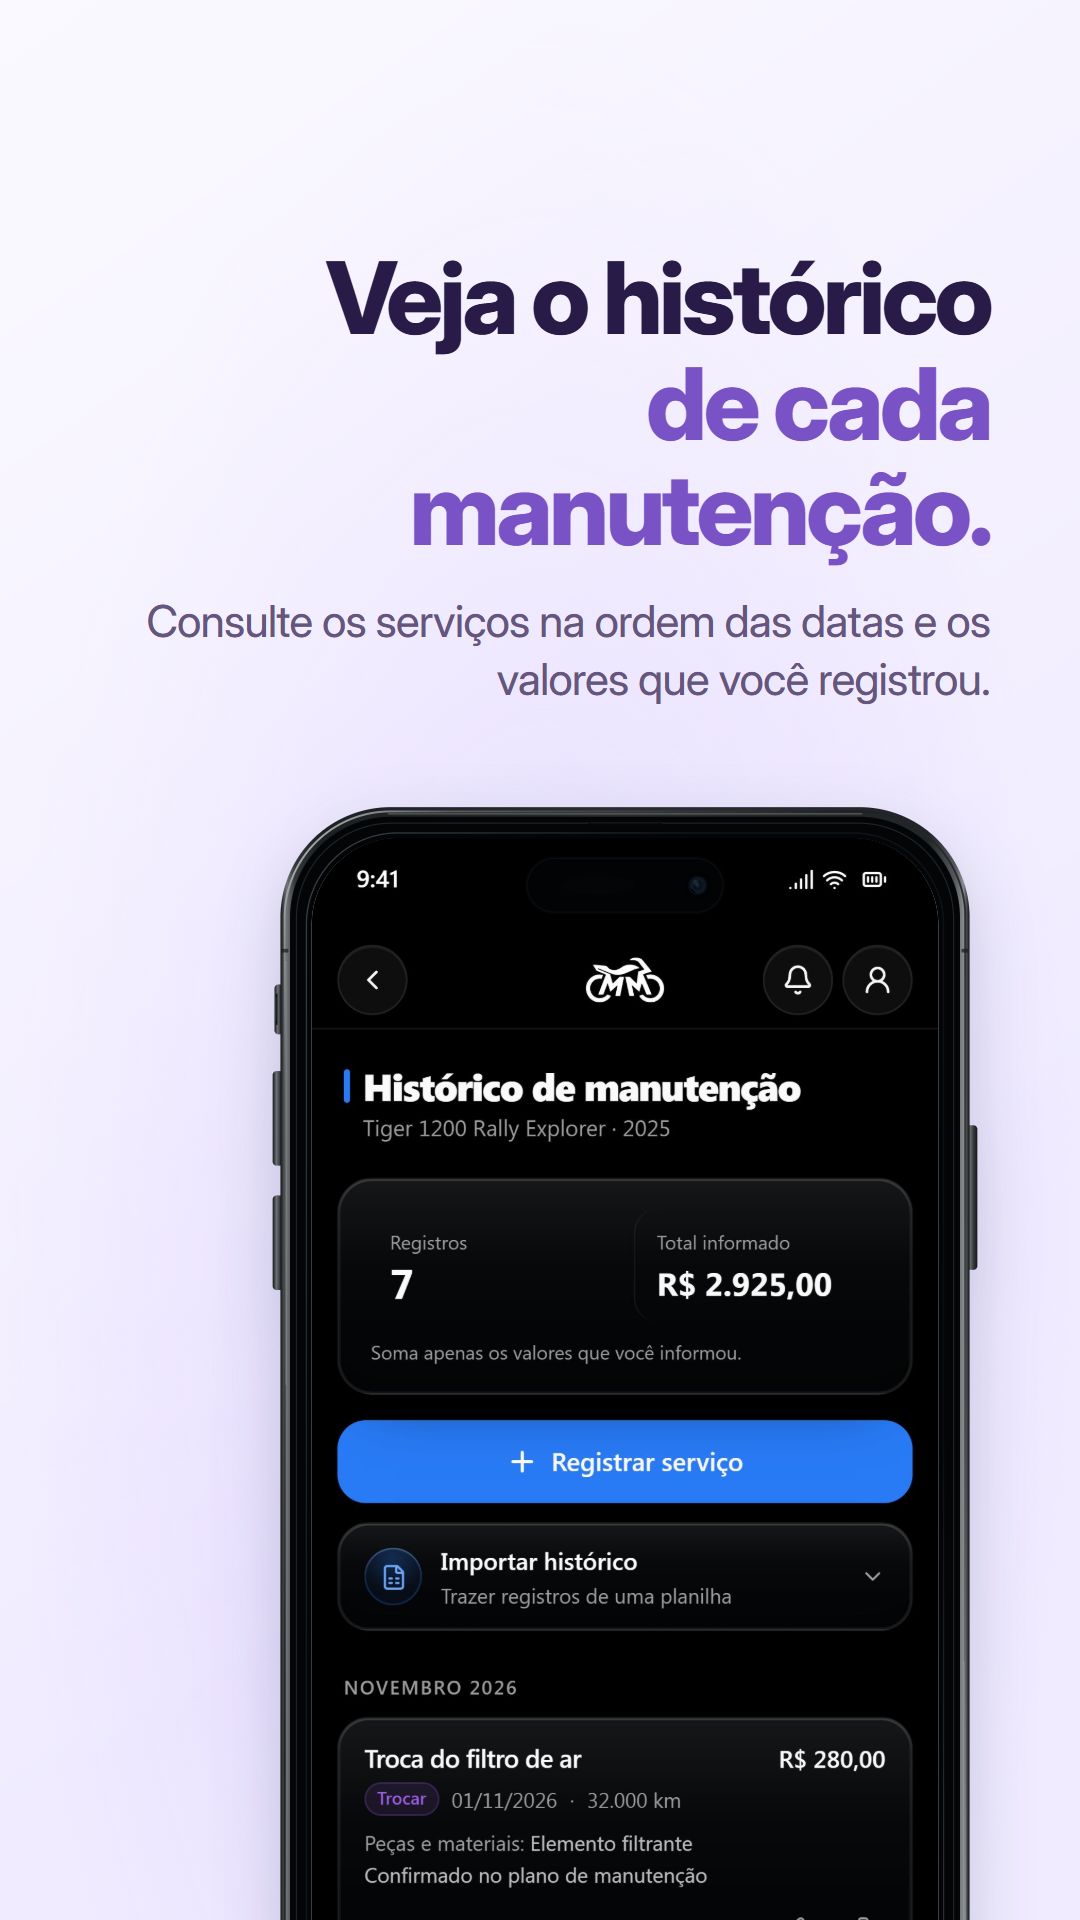 Veja o histórico
de cada
manutenção.
Consulte os serviços na ordem das datas e os
valores que você registrou.
9:41
MM
Histórico de manutenção
Tiger 1200 Rally Explorer · 2025
Registros
7
Total informado
R$ 2.925,00
Soma apenas os valores que você informou.
+ Registrar serviço
Importar histórico
Trazer registros de uma planilha
NOVEMBRO 2026
Troca do filtro de ar R$ 280,00
Trocar 01/11/2026 · 32.000 km
Peças e materiais: Elemento filtrante
Confirmado no plano de manutenção